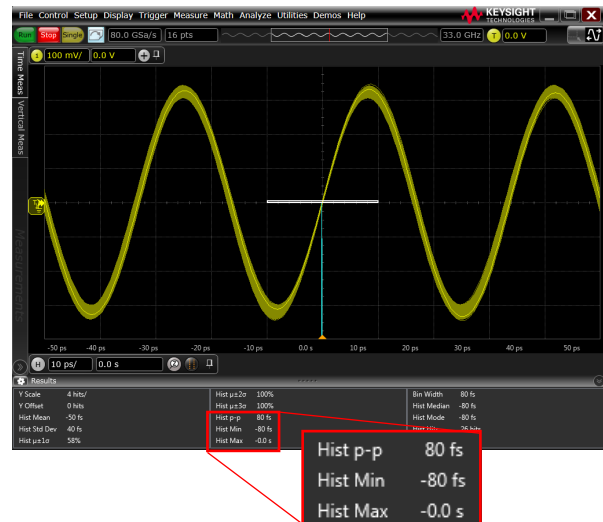 File Control Setup Display Trigger Measure Math Analyze Utilities Demos Help
KEYSIGHT
TECHNOLOGIES
Run Stop Single 80.0 GSa/s 16 pts 33.0 GHz T 0.0 V
1 100 mV/ 0.0 V
Time Meas
Vertical Meas
Measurements
-50 ps -40 ps -30 ps -20 ps -10 ps 0.0 s 10 ps 20 ps 30 ps 40 ps 50 ps
H 10 ps/ 0.0 s
Results
Y Scale 4 hits/ Hist µ±2σ 100% Bin Width 80 fs
Y Offset 0 hits Hist µ±3σ 100% Hist Median -80 fs
Hist Mean -50 fs Hist p-p 80 fs Hist Mode -80 fs
Hist Std Dev 40 fs Hist Min -80 fs 26 hits
Hist µ±1σ 58% Hist Max -0.0 s
Hist p-p 80 fs
Hist Min -80 fs
Hist Max -0.0 s